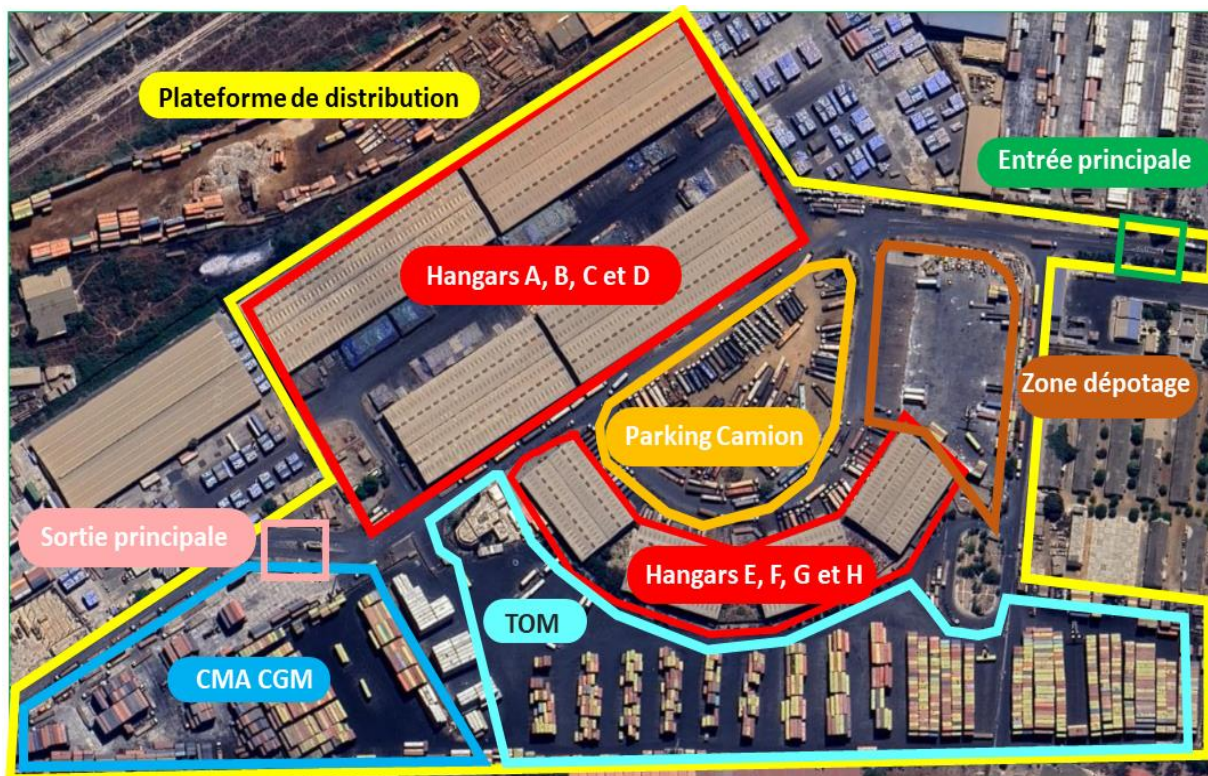 Plateforme de distribution
Entrée principale
Hangars A, B, C et D
Zone dépotage
Parking Camion
Sortie principale
Hangars E, F, G et H
TOM
CMA CGM